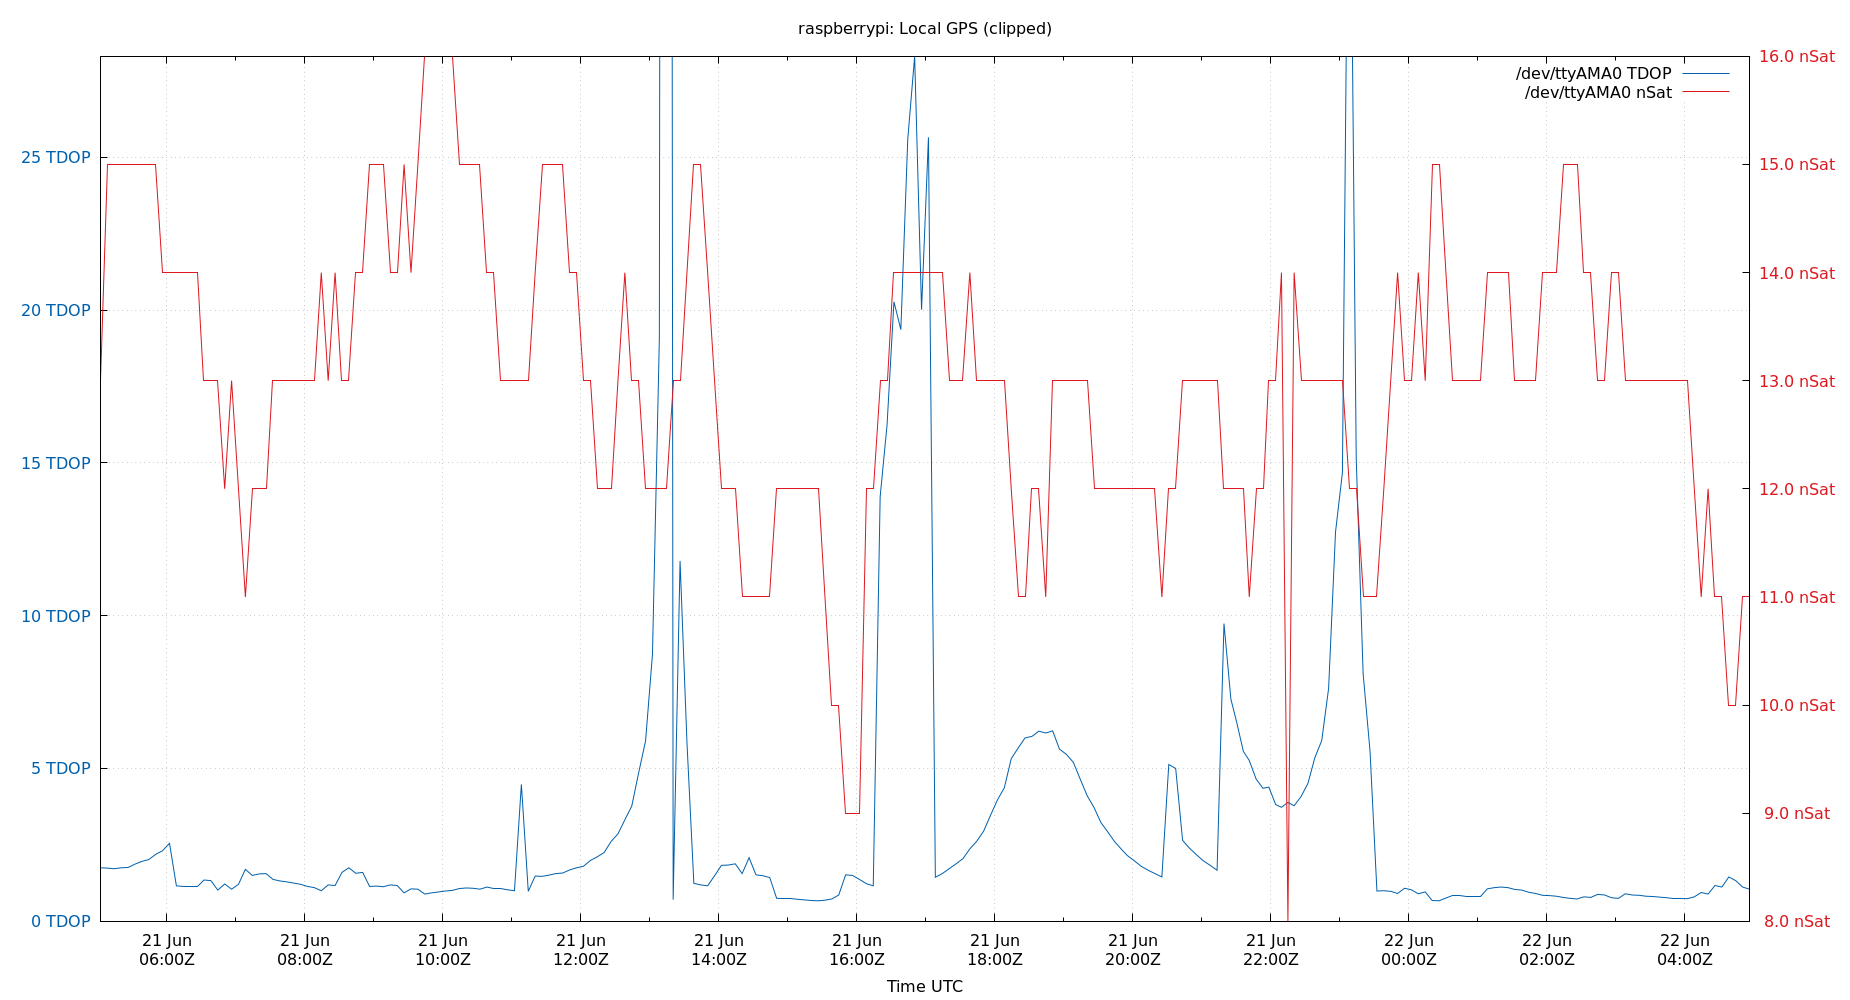 raspberrypi: Local GPS (clipped)
/dev/ttyAMA0 TDOP
/dev/ttyAMA0 nSat
25 TDOP
20 TDOP
15 TDOP
10 TDOP
5 TDOP
0 TDOP
16.0 nSat
15.0 nSat
14.0 nSat
13.0 nSat
12.0 nSat
11.0 nSat
10.0 nSat
9.0 nSat
8.0 nSat
21 Jun
06:00Z
21 Jun
08:00Z
21 Jun
10:00Z
21 Jun
12:00Z
21 Jun
14:00Z
21 Jun
16:00Z
21 Jun
18:00Z
21 Jun
20:00Z
21 Jun
22:00Z
22 Jun
00:00Z
22 Jun
02:00Z
22 Jun
04:00Z
Time UTC